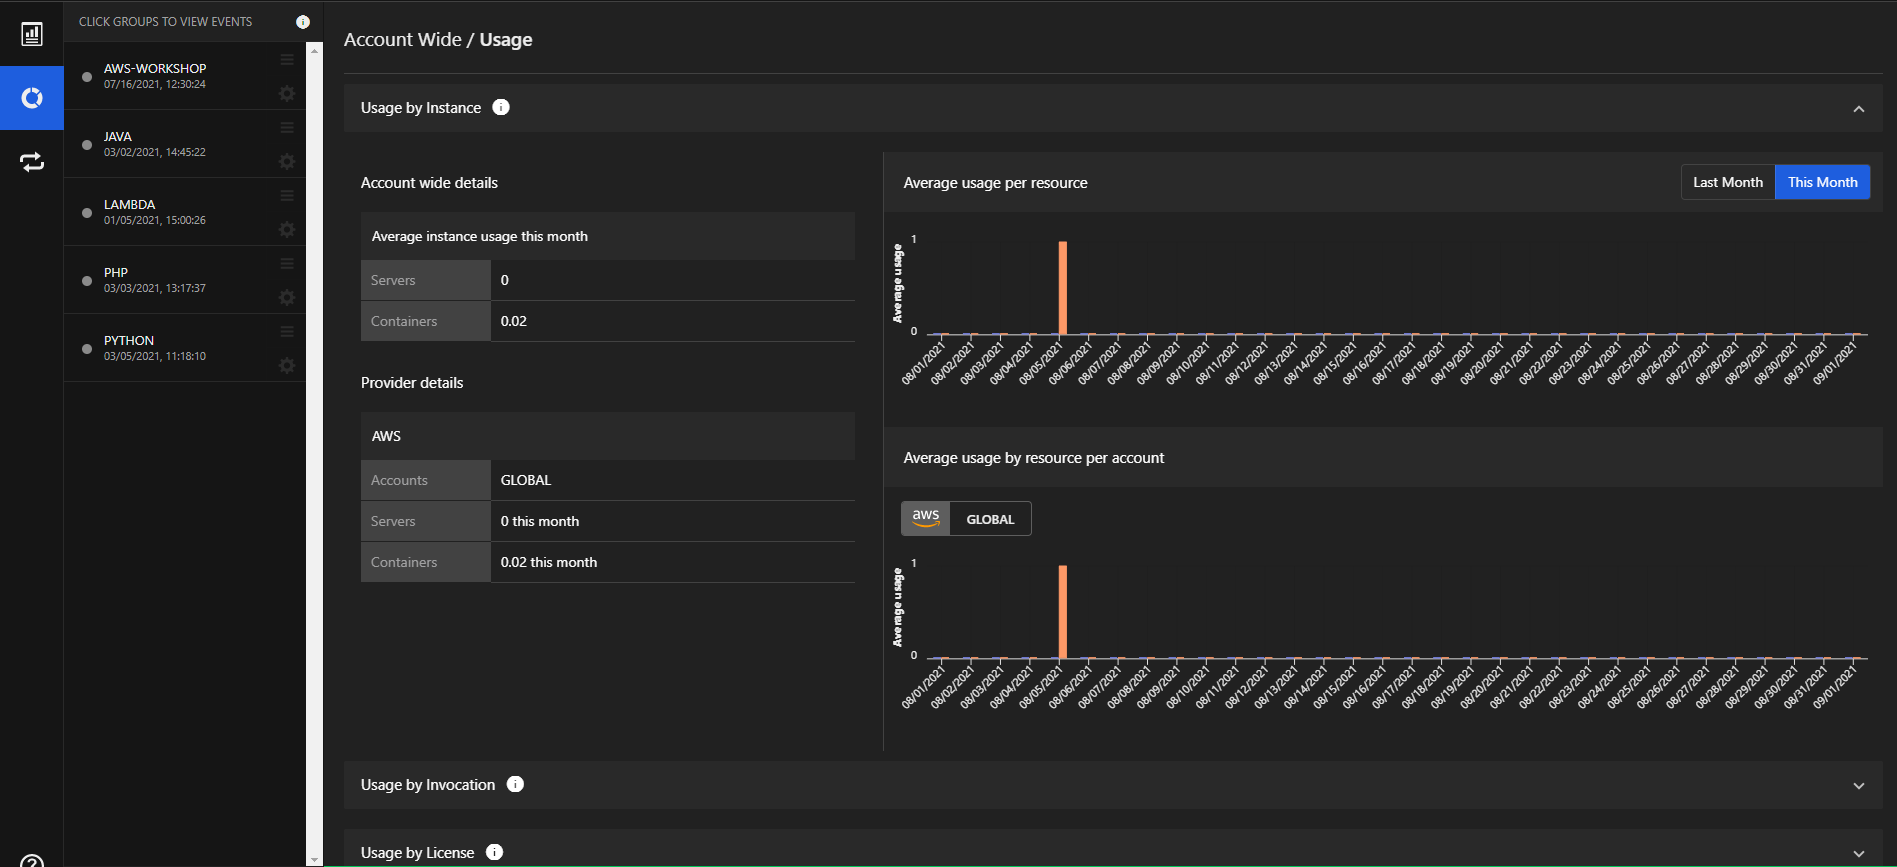 CLICK GROUPS TO VIEW EVENTS
AWS-WORKSHOP
07/16/2021, 12:30:24
JAVA
03/02/2021, 14:45:22
LAMBDA
01/05/2021, 15:00:26
PHP
03/03/2021, 13:17:37
PYTHON
03/05/2021, 11:18:10
Account Wide / Usage
Usage by Instance
Account wide details
Average instance usage this month
Servers 0
Containers 0.02
Provider details
AWS
Accounts GLOBAL
Servers 0 this month
Containers 0.02 this month
Average usage per resource
Last Month This Month
Average usage
1
0
08/01/2021 08/02/2021 08/03/2021 08/04/2021 08/05/2021 08/06/2021 08/07/2021 08/08/2021 08/09/2021 08/10/2021 08/11/2021 08/12/2021 08/13/2021 08/14/2021 08/15/2021 08/16/2021 08/17/2021 08/18/2021 08/19/2021 08/20/2021 08/21/2021 08/22/2021 08/23/2021 08/24/2021 08/25/2021 08/26/2021 08/27/2021 08/28/2021 08/29/2021 08/30/2021 08/31/2021 09/01/2021
Average usage by resource per account
aws GLOBAL
Average usage
1
0
08/01/2021 08/02/2021 08/03/2021 08/04/2021 08/05/2021 08/06/2021 08/07/2021 08/08/2021 08/09/2021 08/10/2021 08/11/2021 08/12/2021 08/13/2021 08/14/2021 08/15/2021 08/16/2021 08/17/2021 08/18/2021 08/19/2021 08/20/2021 08/21/2021 08/22/2021 08/23/2021 08/24/2021 08/25/2021 08/26/2021 08/27/2021 08/28/2021 08/29/2021 08/30/2021 08/31/2021 09/01/2021
Usage by Invocation
Usage by License